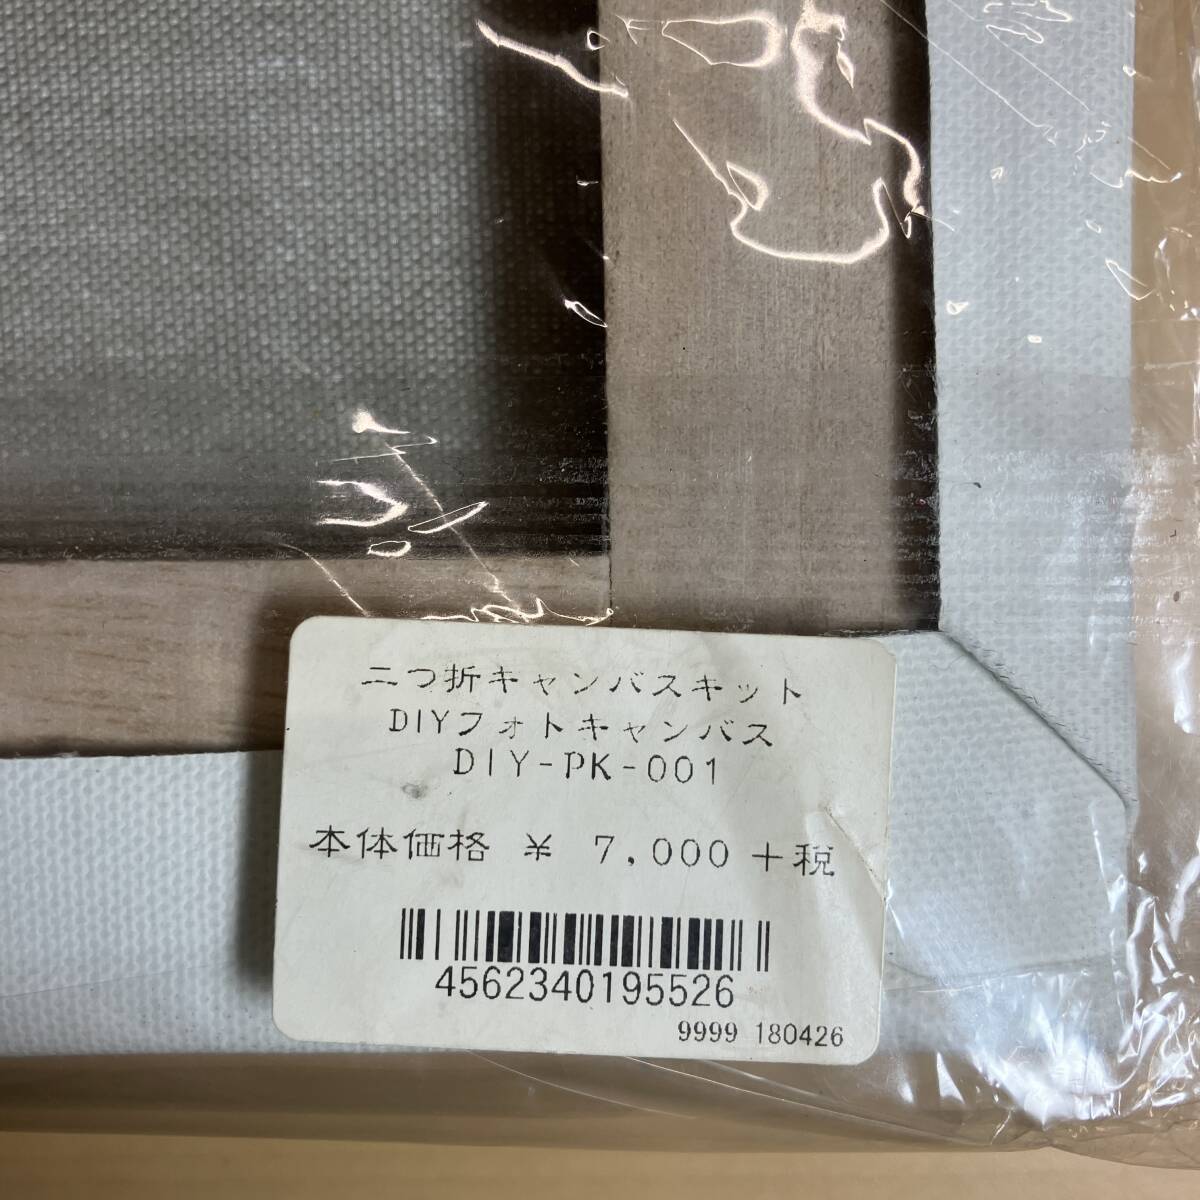 二つ折キャンバスキット
DIYフォトキャンバス
DIY-PK-001
本体価格 ¥ 7,000 +税
4562340195526
9999 180426